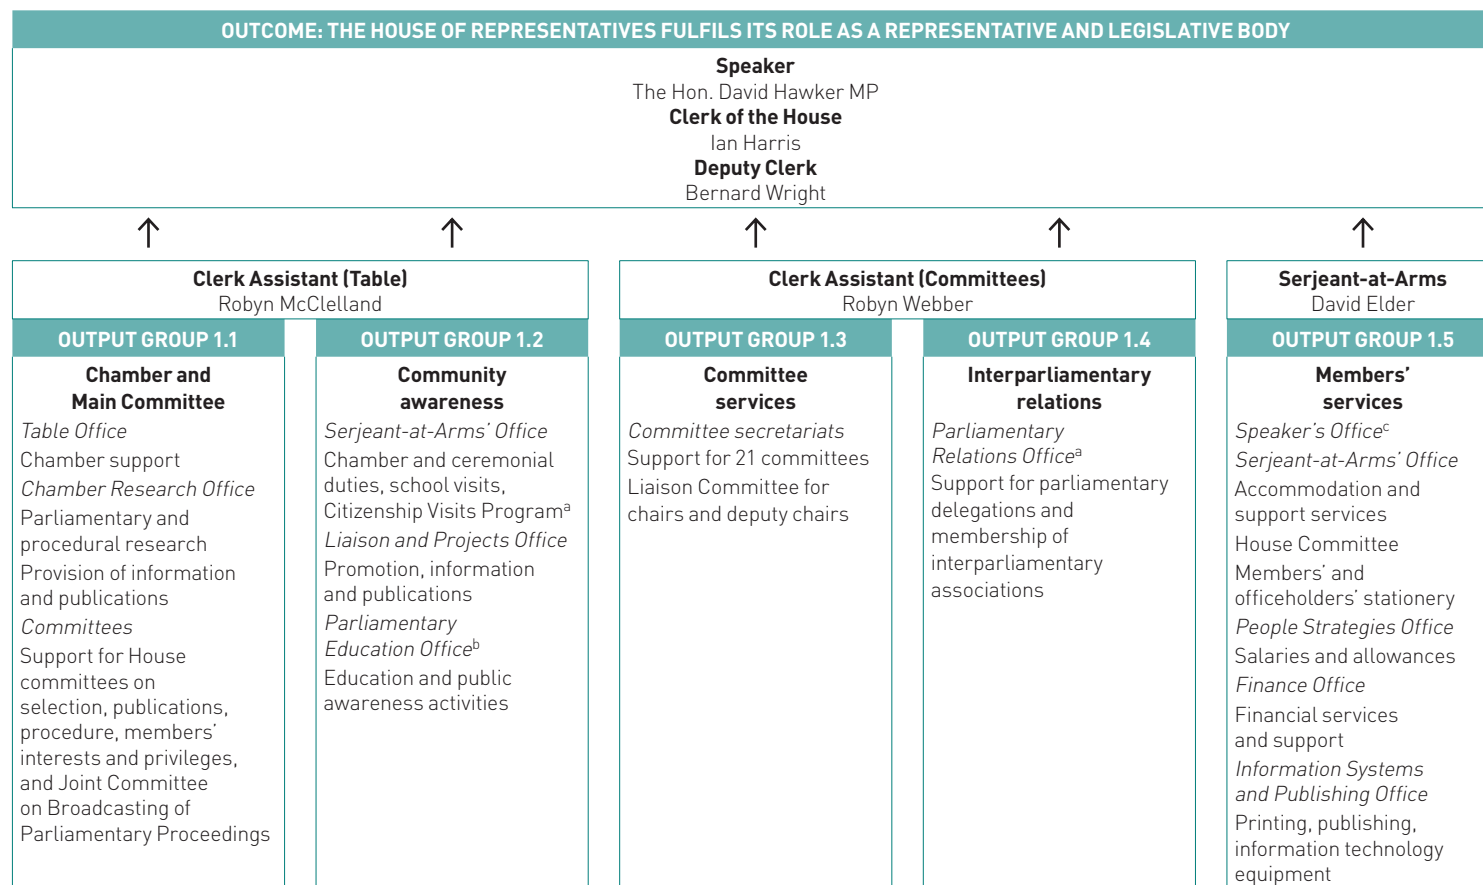 OUTCOME: THE HOUSE OF REPRESENTATIVES FULFILS ITS ROLE AS A REPRESENTATIVE AND LEGISLATIVE BODY
Speaker
The Hon. David Hawker MP
Clerk of the House
Ian Harris
Deputy Clerk
Bernard Wright
Clerk Assistant (Table)
Robyn McClelland
OUTPUT GROUP 1.1
Chamber and
Main Committee
Table Office
Chamber support
Chamber Research Office
Parliamentary and
procedural research
Provision of information
and publications
Committees
Support for House
committees on
selection, publications,
procedure, members’
interests and privileges,
and Joint Committee
on Broadcasting of
Parliamentary Proceedings
OUTPUT GROUP 1.2
Community
awareness
Serjeant-at-Arms’ Office
Chamber and ceremonial
duties, school visits,
Citizenship Visits Programᵃ
Liaison and Projects Office
Promotion, information
and publications
Parliamentary
Education Officeᵇ
Education and public
awareness activities
Clerk Assistant (Committees)
Robyn Webber
OUTPUT GROUP 1.3
Committee
services
Committee secretariats
Support for 21 committees
Liaison Committee for
chairs and deputy chairs
OUTPUT GROUP 1.4
Interparliamentary
relations
Parliamentary
Relations Officeᵃ
Support for parliamentary
delegations and
membership of
interparliamentary
associations
Serjeant-at-Arms
David Elder
OUTPUT GROUP 1.5
Members’
services
Speaker’s Officeᶜ
Serjeant-at-Arms’ Office
Accommodation and
support services
House Committee
Members’ and
officeholders’ stationery
People Strategies Office
Salaries and allowances
Finance Office
Financial services
and support
Information Systems
and Publishing Office
Printing, publishing,
information technology
equipment